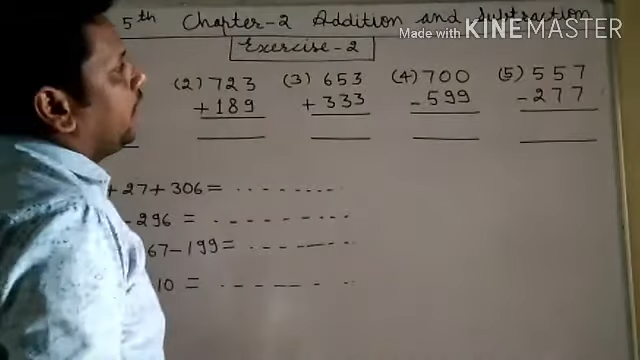 5th Chapter-2 Addition and Subtraction
Made with KINEMASTER
Exercise-2
(2) 723 (3) 653 (4) 700 (5) 557
+189 +333 -599 -277
+27+306=
-296 =
67-199=
10 =